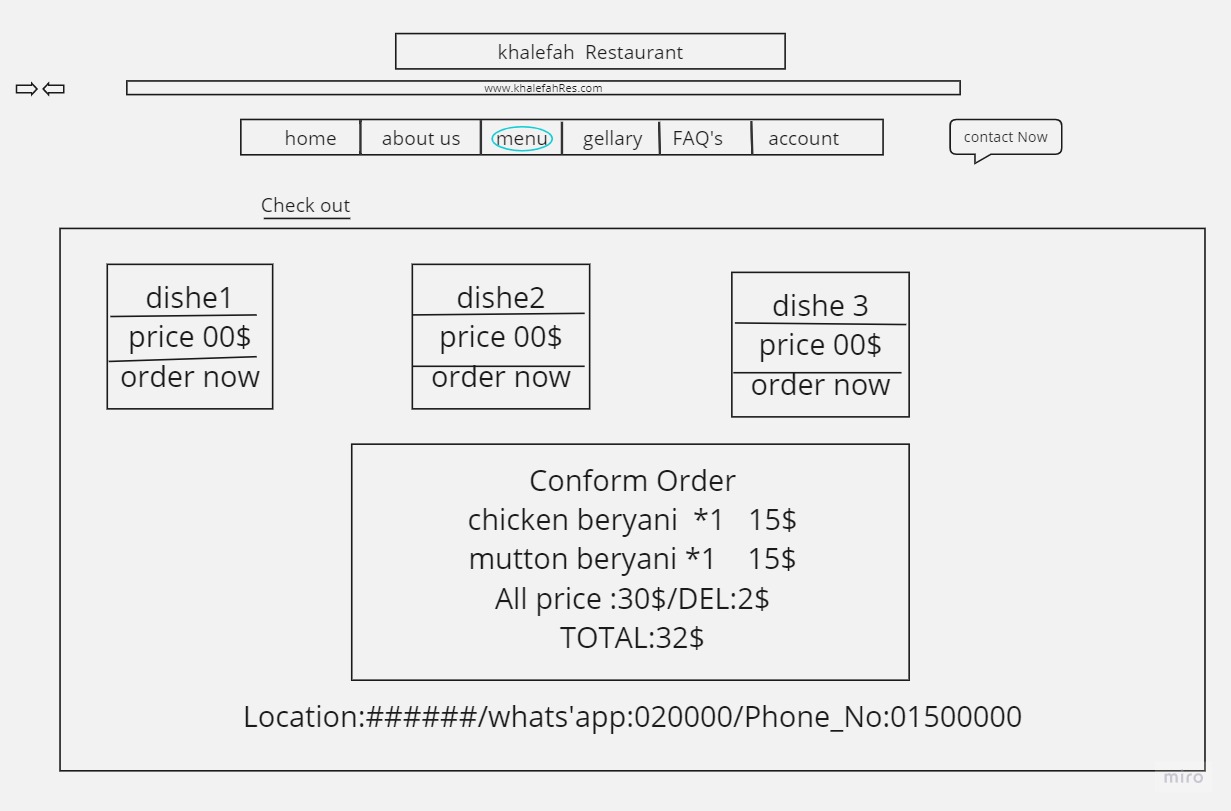 khalefah Restaurant
www.khalefahRes.com
home about us menu gellary FAQ's account
contact Now
Check out
dishe1
price 00$
order now
dishe2
price 00$
order now
dishe 3
price 00$
order now
Conform Order
chicken beryani *1 15$
mutton beryani *1 15$
All price :30$/DEL:2$
TOTAL:32$
Location:######/whats'app:020000/Phone_No:01500000
miro